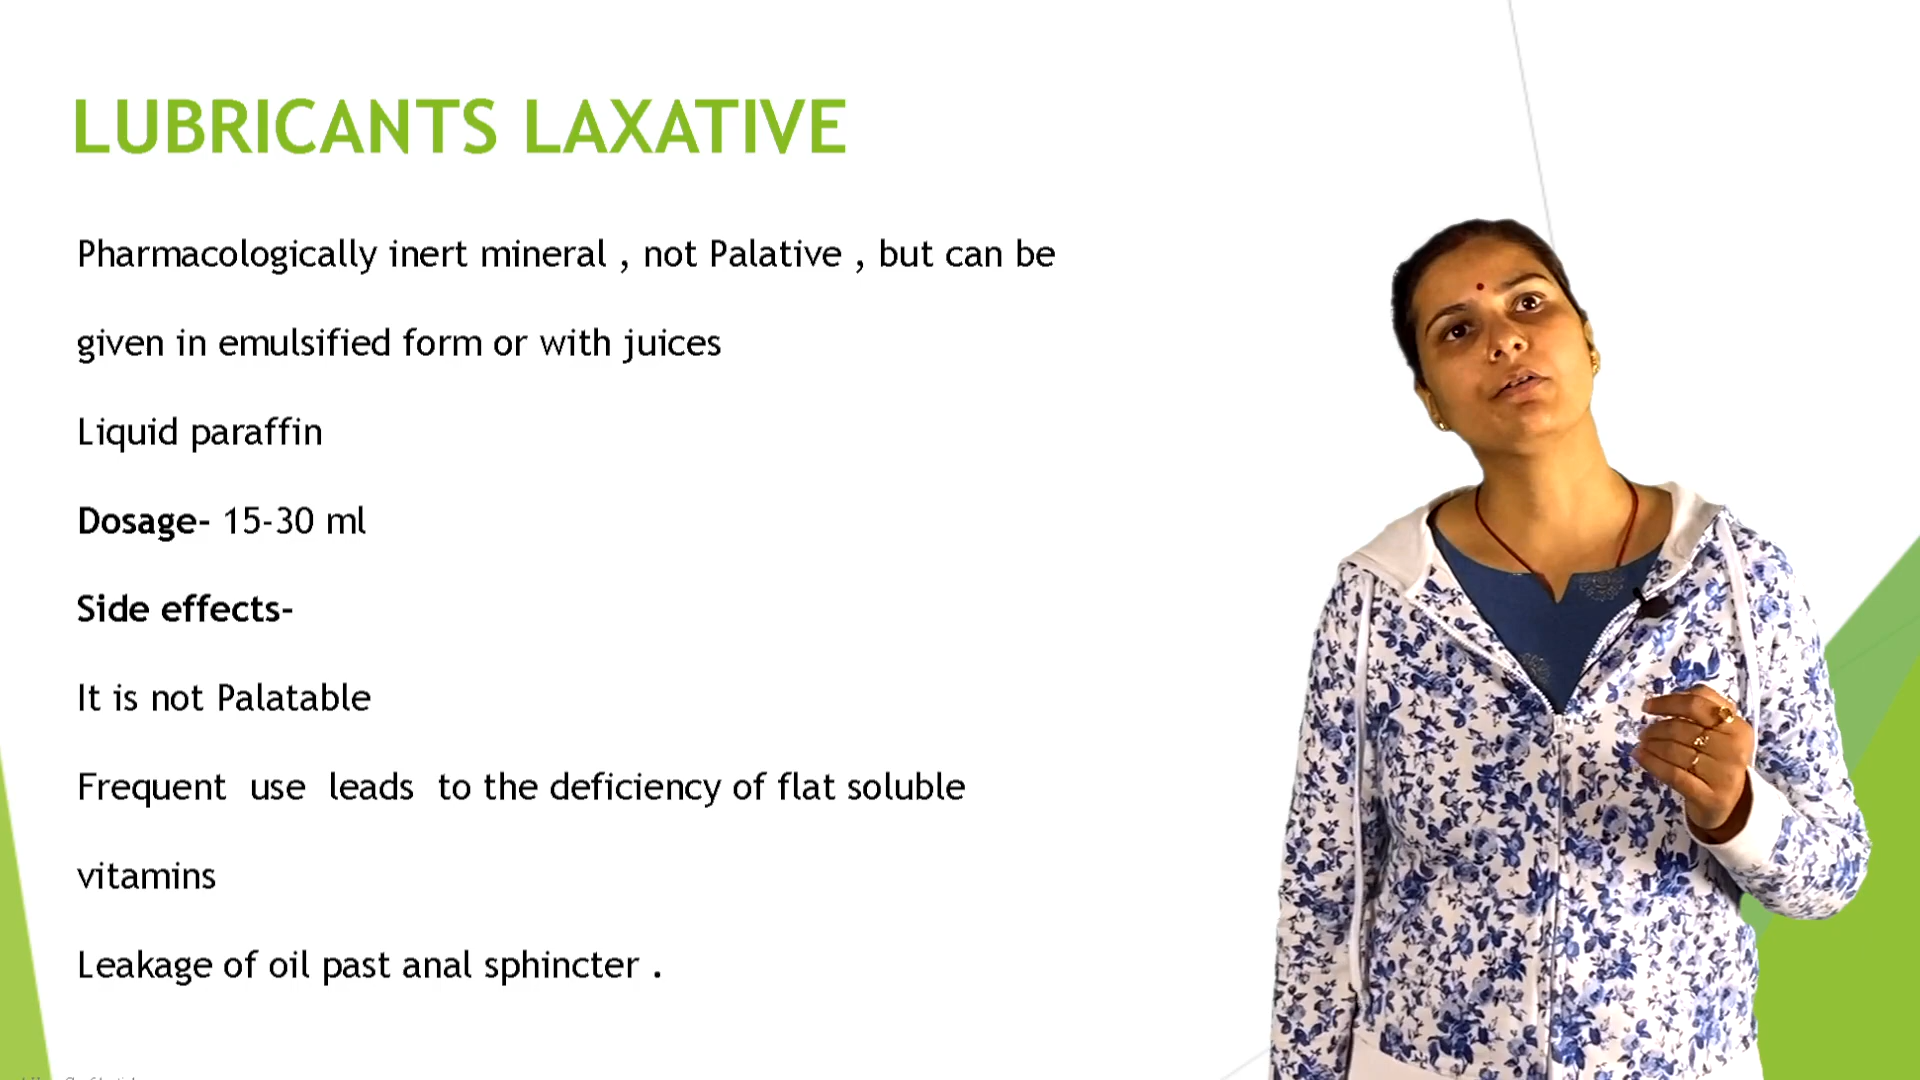 LUBRICANTS LAXATIVE
Pharmacologically inert mineral , not Palative , but can be
given in emulsified form or with juices
Liquid paraffin
Dosage- 15-30 ml
Side effects-
It is not Palatable
Frequent use leads to the deficiency of flat soluble
vitamins
Leakage of oil past anal sphincter .